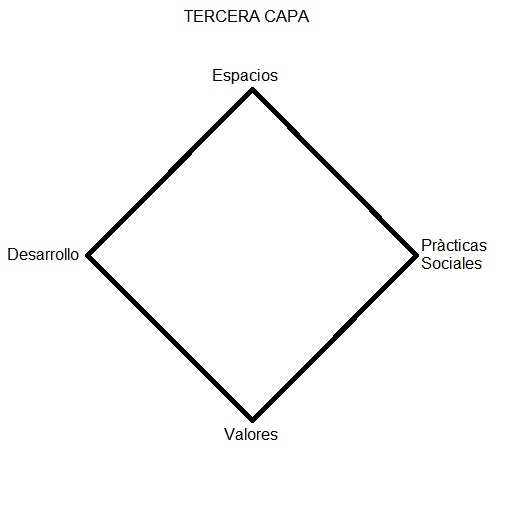 TERCERA CAPA
Espacios
Desarrollo
Pràcticas
Sociales
Valores